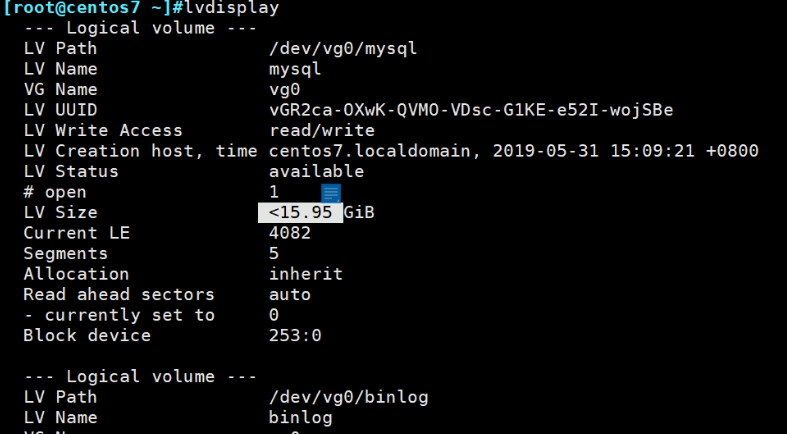 [root@centos7 ~]#lvdisplay
--- Logical volume ---
LV Path                /dev/vg0/mysql
LV Name                mysql
VG Name                vg0
LV UUID                vGR2ca-OXwK-QVMO-VDsc-G1KE-e52I-wojSBe
LV Write Access        read/write
LV Creation host, time centos7.localdomain, 2019-05-31 15:09:21 +0800
LV Status              available
# open                 1
LV Size                <15.95 GiB
Current LE             4082
Segments               5
Allocation             inherit
Read ahead sectors     auto
- currently set to     0
Block device           253:0
--- Logical volume ---
LV Path                /dev/vg0/binlog
LV Name                binlog